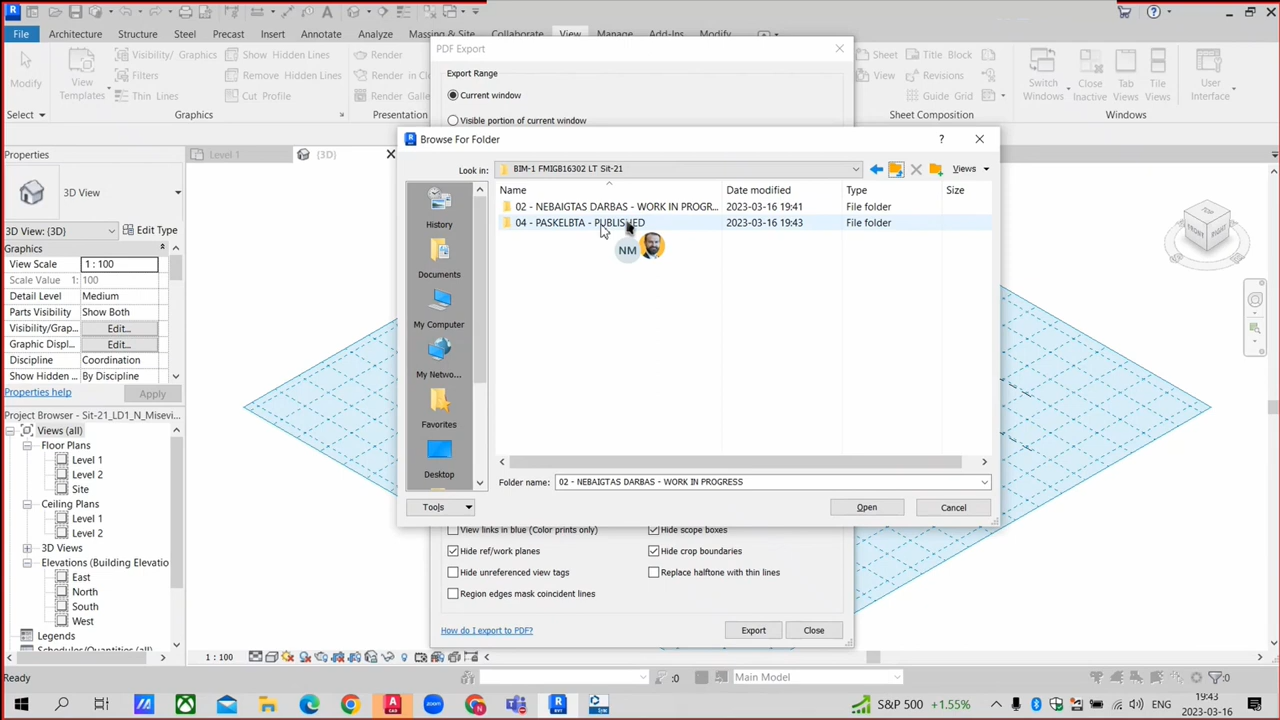 File Architecture Structure Steel Precast Insert Annotate Analyze Massing & Site Collaborate View Manage Add-Ins Modify
Modify
View
Templates
Visibility/ Graphics
Filters
Thin Lines
Show Hidden Lines
Remove Hidden Lines
Cut Profile
Render
Render in Cl
Render Galler
Sheet
View
Title Block
Revisions
Guide Grid
Switch
Windows
Close
Inactive
Tab
Views
Tile
Views
User
Interface
Select
Graphics
Presentation
Sheet Composition
Windows
PDF Export
Export Range
Current window
Visible portion of current window
Properties
Level 1
(3D)
3D View
3D View: (3D)
Edit Type
Graphics
View Scale 1 : 100
Scale Value 1: 100
Detail Level Medium
Parts Visibility Show Both
Visibility/Grap... Edit...
Graphic Displ... Edit...
Discipline Coordination
Show Hidden ... By Discipline
Properties help
Apply
Project Browser - Sit-21_LD1_N_Misevi...
Views (all)
Floor Plans
Level 1
Level 2
Site
Ceiling Plans
Level 1
Level 2
3D Views
Elevations (Building Elevatio
East
North
South
West
Legends
Schedules/Quantities (all)
Browse For Folder
?
Look in: BIM-1 FMIGB16302 LT Sit-21
Views
Name Date modified Type Size
02 - NEBAIGTAS DARBAS - WORK IN PROGR... 2023-03-16 19:41 File folder
04 - PASKELBTA - PUBLISHED 2023-03-16 19:43 File folder
NM
History
Documents
My Computer
My Netwo...
Favorites
Desktop
Folder name: 02 - NEBAIGTAS DARBAS - WORK IN PROGRESS
Tools
Open
Cancel
View links in blue (Color prints only)
Hide scope boxes
Hide ref/work planes
Hide crop boundaries
Hide unreferenced view tags
Replace halftone with thin lines
Region edges mask coincident lines
How do I export to PDF?
Export
Close
FRONT
RIGHT
1 : 100
Ready
:0
Main Model
:0
S&P 500 +1.55%
ENG
19:43
2023-03-16